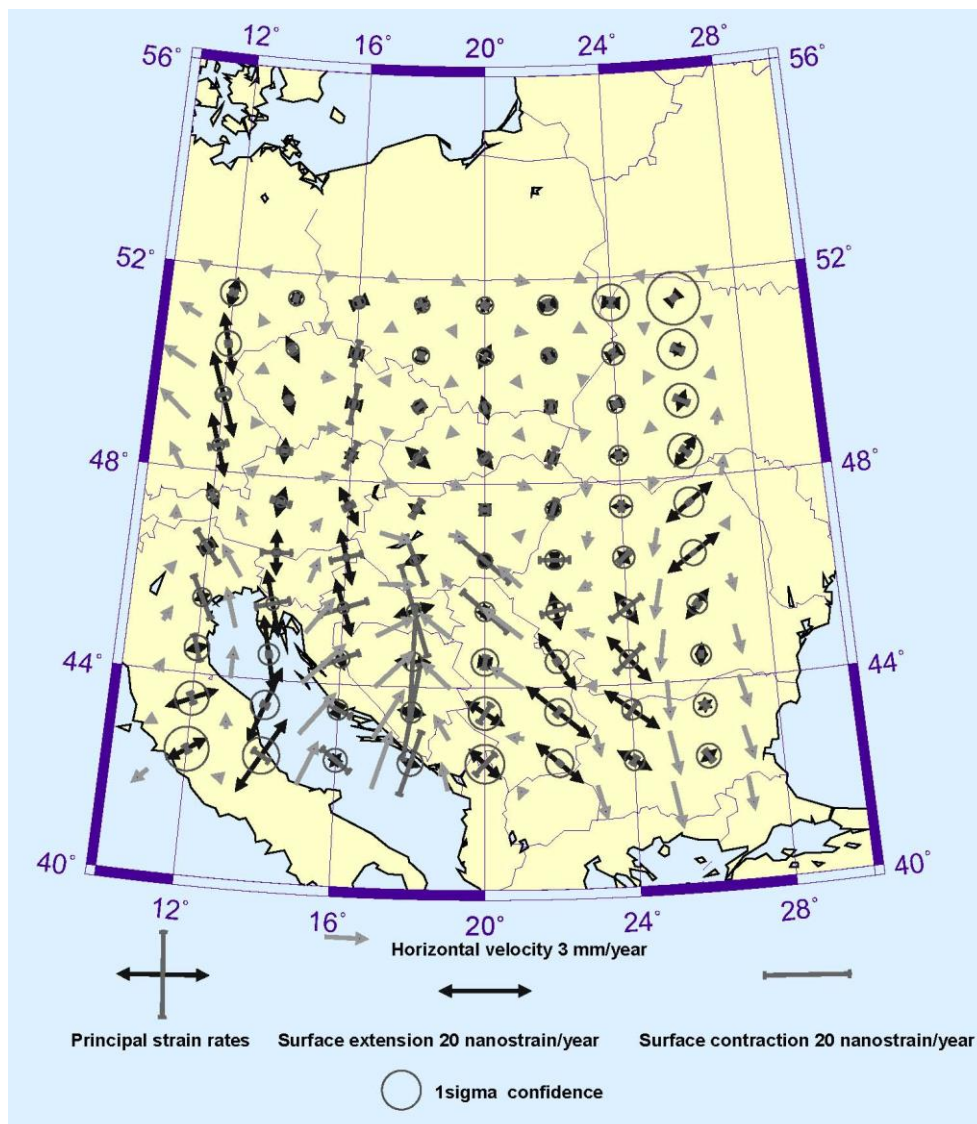 12° 16° 20° 24° 28°
56° 56°
52° 52°
48° 48°
44° 44°
40° 40°
12° 16° 20° 24° 28°
Horizontal velocity 3 mm/year
Principal strain rates Surface extension 20 nanostrain/year Surface contraction 20 nanostrain/year
1sigma confidence